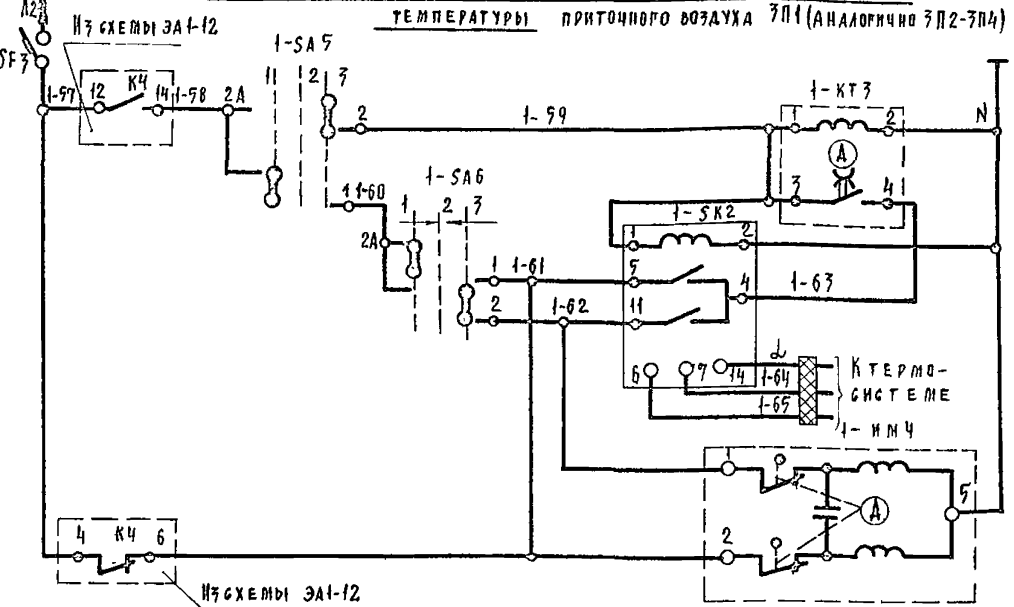 ТЕМПЕРАТУРЫ ПРИТОЧНОГО ВОЗДУХА ЗП1 (АНАЛОГИЧНО ЗП2-ЗП4)
ИЗ СХЕМЫ ЭА1-12
SF3
1-SA5
1 2 3
1-57 12 К4 14 1-58 2А
2 1-59
1-КТ3
1 2 N
А
3 4
1 1-60
1-SA6
1 2 3
2А
1-SK2
1 2
1 1-61 5
4 1-63
2 1-62 11
6 7 14 α
1-64
1-65
К ТЕРМО-
СИСТЕМЕ
1-ИМ4
1
А
5
2
4 К4 6
ИЗ СХЕМЫ ЭА1-12